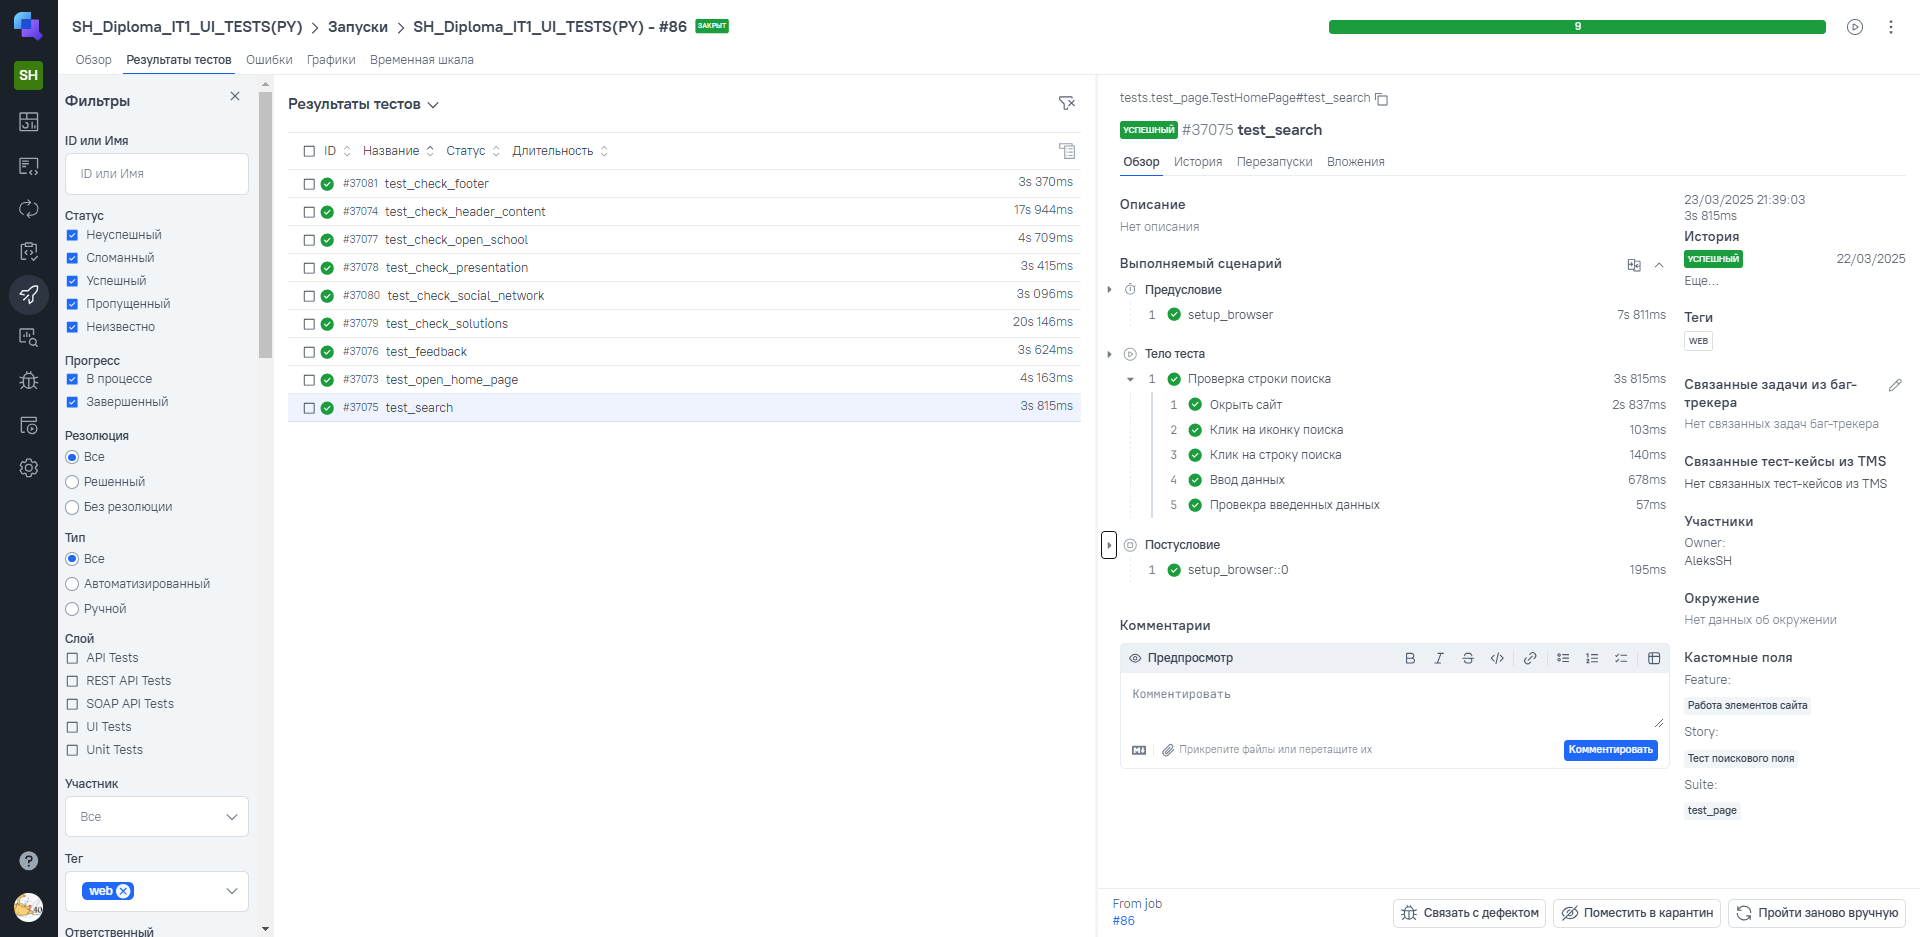 SH_Diploma_IT1_UI_TESTS(PY) > Запуски > SH_Diploma_IT1_UI_TESTS(PY) - #86 ЗАКРЫТ
9
Обзор Результаты тестов Ошибки Графики Временная шкала
SH
Фильтры
ID или Имя
ID или Имя
Статус
Неуспешный
Сломанный
Успешный
Пропущенный
Неизвестно
Прогресс
В процессе
Завершенный
Резолюция
Все
Решенный
Без резолюции
Тип
Все
Автоматизированный
Ручной
Слой
API Tests
REST API Tests
SOAP API Tests
UI Tests
Unit Tests
Участник
Все
Тег
web
Ответственный
Результаты тестов
ID Название Статус Длительность
#37081 test_check_footer 3s 370ms
#37074 test_check_header_content 17s 944ms
#37077 test_check_open_school 4s 709ms
#37078 test_check_presentation 3s 415ms
#37080 test_check_social_network 3s 096ms
#37079 test_check_solutions 20s 146ms
#37076 test_feedback 3s 624ms
#37073 test_open_home_page 4s 163ms
#37075 test_search 3s 815ms
tests.test_page.TestHomePage#test_search
УСПЕШНЫЙ #37075 test_search
Обзор История Перезапуски Вложения
Описание
Нет описания
Выполняемый сценарий
Предусловие
1 setup_browser 7s 811ms
Тело теста
1 Проверка строки поиска 3s 815ms
1 Окрыть сайт 2s 837ms
2 Клик на иконку поиска 103ms
3 Клик на строку поиска 140ms
4 Ввод данных 678ms
5 Провекра введенных данных 57ms
Постусловие
1 setup_browser::0 195ms
Комментарии
Предпросмотр
Комментировать
Прикрепите файлы или перетащите их
Комментировать
23/03/2025 21:39:03
3s 815ms
История
УСПЕШНЫЙ 22/03/2025
Еще...
Теги
WEB
Связанные задачи из баг-
трекера
Нет связанных задач баг-трекера
Связанные тест-кейсы из TMS
Нет связанных тест-кейсов из TMS
Участники
Owner:
AleksSH
Окружение
Нет данных об окружении
Кастомные поля
Feature:
Работа элементов сайта
Story:
Тест поискового поля
Suite:
test_page
From job
#86
Связать с дефектом
Поместить в карантин
Пройти заново вручную